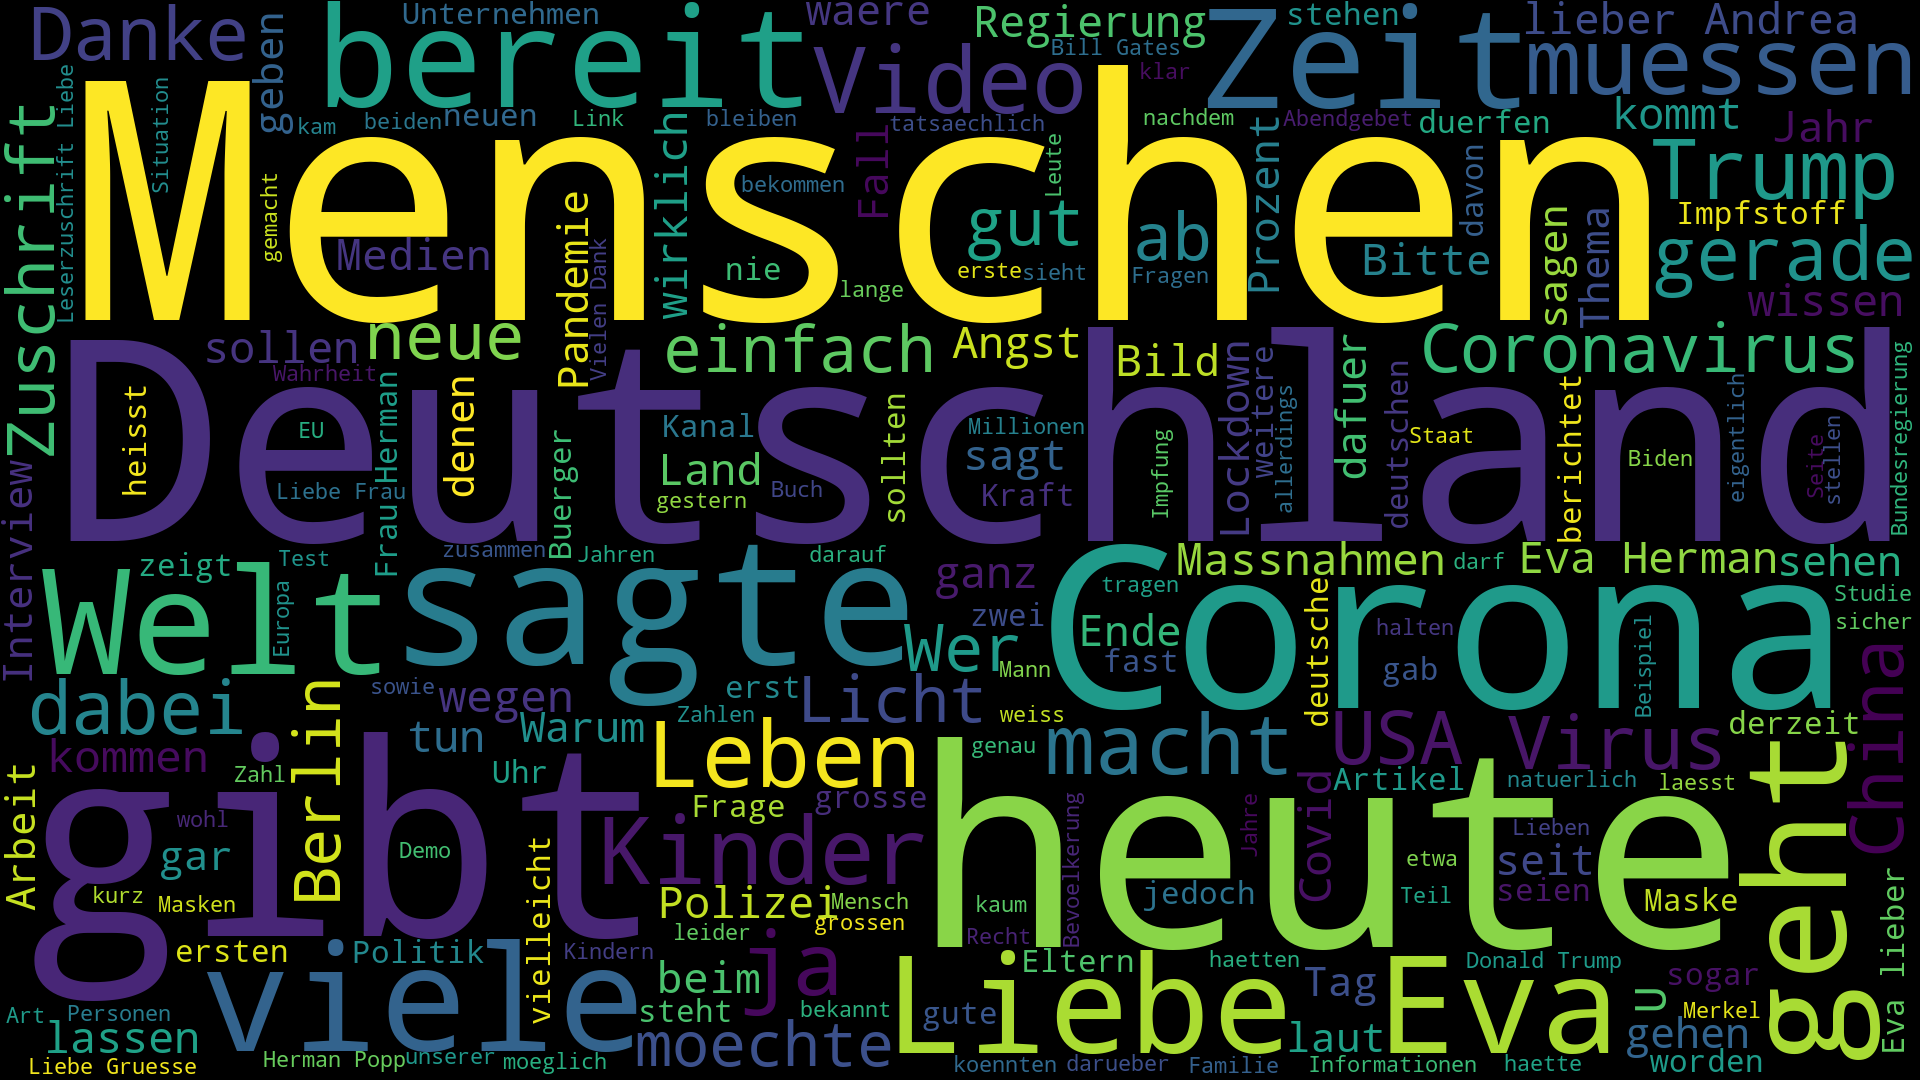 Danke
geben
bereit
Unternehmen
waere
Video
Regierung
Bill Gates
klar
Zeit
stehen
lieber Andrea
muessen
Zuschrift
Leserzuschrift Liebe
Situation
Menschen
kam
beiden
neuen
Link
wirklich
bleiben
tatsaechlich
Fall
Leute
nachdem
Abendgebet
Prozent
duerfen
kommt
Jahr
Trump
Impfstoff
gerade
wissen
gemacht
Medien
Pandemie
Vielen Dank
bekommen
nie
lange
gut
erste
sieht
ab
Fragen
Bitte
davon
sagen
Thema
sollen
neue
einfach
Angst
Bild
Lockdown
weitere
dafuer
Coronavirus
Bundesregierung
Wahrheit
heisst
Deutschland
EU
Liebe Frau
Frau Herman
denen
Buerger
Kanal
Land
gestern
Buch
sollten
Millionen
sagt
Kraft
Impfung
allerdings
deutschen
Staat
berichtet
Biden
eigentlich
Seite
stellen
Interview
zeigt
Test
zusammen
Jahren
darauf
ganz
Massnahmen
darf
Eva Herman
sehen
Welt
Europa
sagte
zwei
Wer
Mann
Ende
fast
tragen
Corona
deutsche
halten
gab
Beispiel
Studie
sicher
dabei
Berlin
sowie
wegen
erst
Licht
weiss
Zahlen
tun
Warum
Leben
genau
macht
USA
Virus
derzeit
China
kommen
Zahl
Uhr
Frage
grosse
Artikel
natuerlich
laesst
geht
Arbeit
gibt
wohl
gar
Demo
kurz
Masken
vielleicht
Kinder
heute
Bevoelkerung
Jahre
Covid
Lieben
etwa
seit
jedoch
Teil
seien
Maske
Polizei
Mensch
grossen
kaum
leider
Recht
ersten
Politik
Kindern
viele
beim
ja
Eltern
haetten
Tag
Donald Trump
sogar
Eva lieber
Art
Personen
lassen
steht
bekannt
gute
Liebe
Eva
U
Merkel
gehen
laut
Liebe Gruesse
Herman Popp
unserer
moeglich
moechte
koennten
darueber
Familie
Informationen
haette
worden